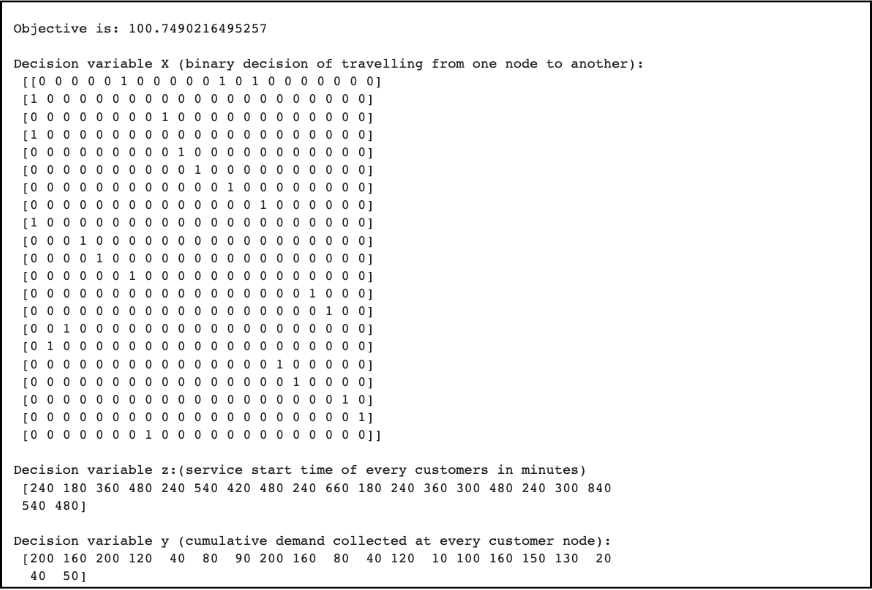 Objective is: 100.7490216495257
Decision variable X (binary decision of travelling from one node to another):
[[0 0 0 0 0 1 0 0 0 0 0 1 0 1 0 0 0 0 0 0 0]
[1 0 0 0 0 0 0 0 0 0 0 0 0 0 0 0 0 0 0 0 0]
[0 0 0 0 0 0 0 0 1 0 0 0 0 0 0 0 0 0 0 0 0]
[1 0 0 0 0 0 0 0 0 0 0 0 0 0 0 0 0 0 0 0 0]
[0 0 0 0 0 0 0 0 0 1 0 0 0 0 0 0 0 0 0 0 0]
[0 0 0 0 0 0 0 0 0 0 1 0 0 0 0 0 0 0 0 0 0]
[0 0 0 0 0 0 0 0 0 0 0 0 1 0 0 0 0 0 0 0 0]
[0 0 0 0 0 0 0 0 0 0 0 0 0 0 1 0 0 0 0 0 0]
[1 0 0 0 0 0 0 0 0 0 0 0 0 0 0 0 0 0 0 0 0]
[0 0 0 1 0 0 0 0 0 0 0 0 0 0 0 0 0 0 0 0 0]
[0 0 0 0 1 0 0 0 0 0 0 0 0 0 0 0 0 0 0 0 0]
[0 0 0 0 0 0 1 0 0 0 0 0 0 0 0 0 0 0 0 0 0]
[0 0 0 0 0 0 0 0 0 0 0 0 0 0 0 0 0 1 0 0 0]
[0 0 0 0 0 0 0 0 0 0 0 0 0 0 0 0 0 0 1 0 0]
[0 0 1 0 0 0 0 0 0 0 0 0 0 0 0 0 0 0 0 0 0]
[0 1 0 0 0 0 0 0 0 0 0 0 0 0 0 0 0 0 0 0 0]
[0 0 0 0 0 0 0 0 0 0 0 0 0 0 0 1 0 0 0 0 0]
[0 0 0 0 0 0 0 0 0 0 0 0 0 0 0 0 1 0 0 0 0]
[0 0 0 0 0 0 0 0 0 0 0 0 0 0 0 0 0 0 0 1 0]
[0 0 0 0 0 0 0 0 0 0 0 0 0 0 0 0 0 0 0 0 1]
[0 0 0 0 0 0 0 1 0 0 0 0 0 0 0 0 0 0 0 0 0]]
Decision variable z:(service start time of every customers in minutes)
[240 180 360 480 240 540 420 480 240 660 180 240 360 300 480 240 300 840
540 480]
Decision variable y (cumulative demand collected at every customer node):
[200 160 200 120 40 80 90 200 160 80 40 120 10 100 160 150 130 20
40 50]